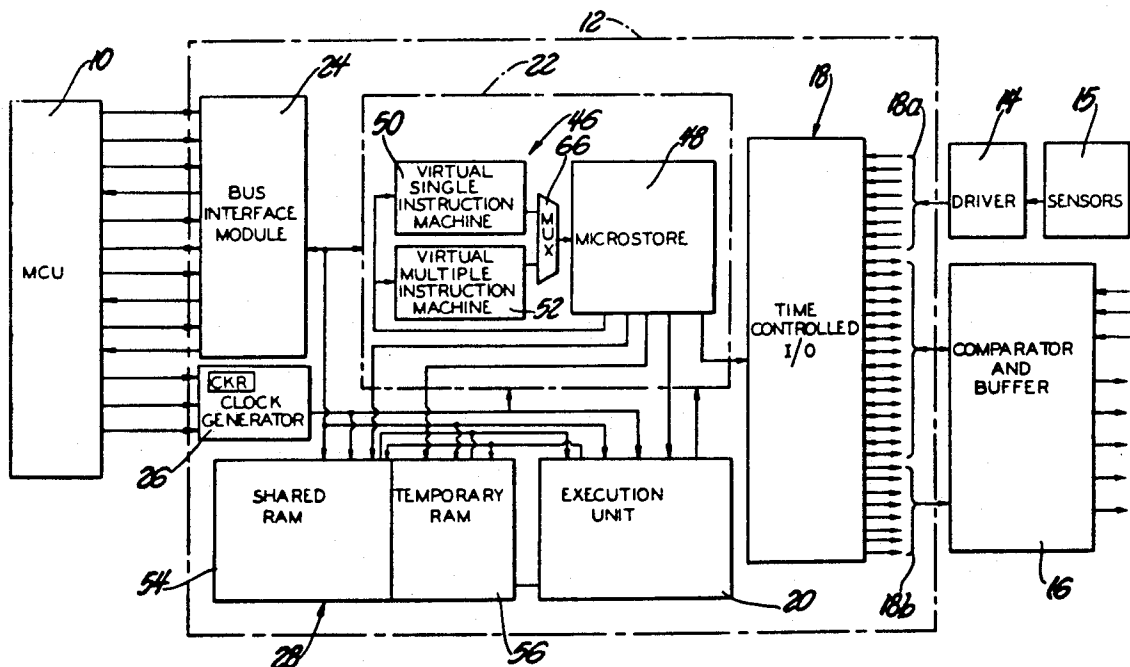 12
10
24
22
18
14
15
50
46
66
48
18a
VIRTUAL
SINGLE
INSTRUCTION
MACHINE
MUX
MICROSTORE
DRIVER
SENSORS
BUS
INTERFACE
MODULE
VIRTUAL
MULTIPLE
INSTRUCTION
MACHINE
52
MCU
TIME
CONTROLLED
I/O
COMPARATOR
AND
BUFFER
CKR
CLOCK
GENERATOR
26
SHARED
RAM
TEMPORARY
RAM
EXECUTION
UNIT
54
28
56
20
18b
16